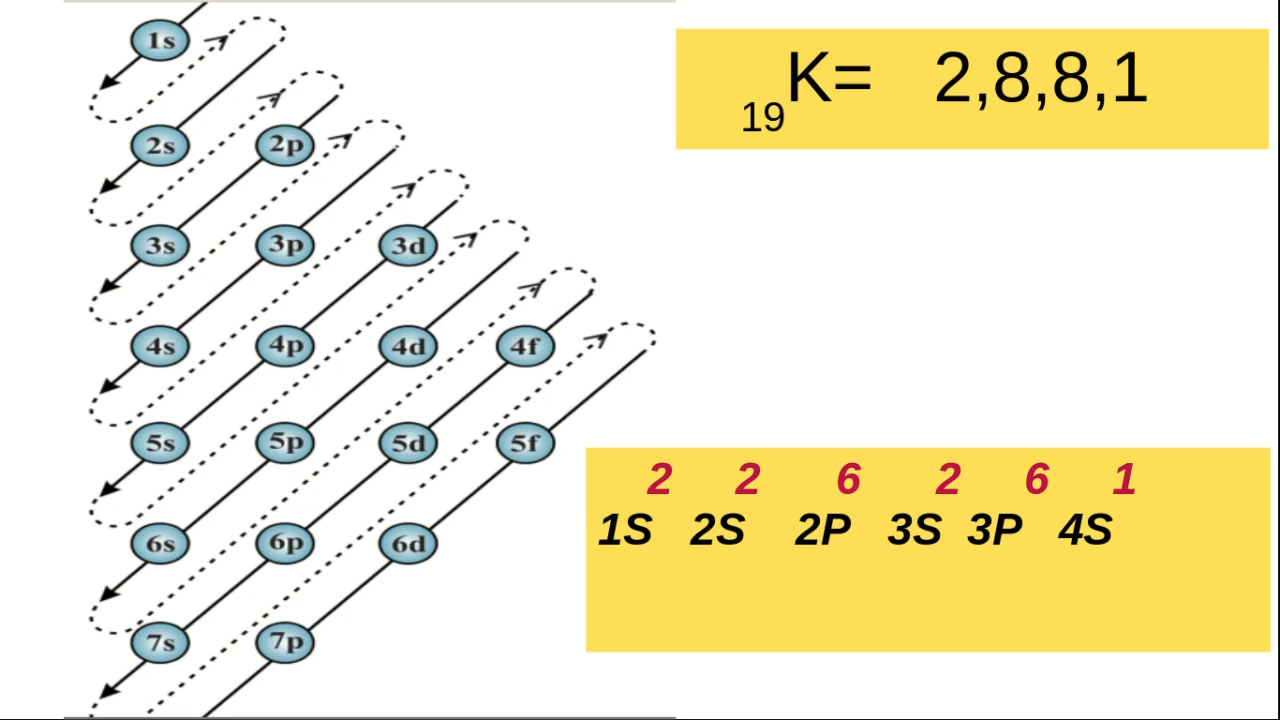 1s
2s 2p
3s 3p 3d
4s 4p 4d 4f
5s 5p 5d 5f
6s 6p 6d
7s 7p
19K= 2,8,8,1
2 2 6 2 6 1
1S 2S 2P 3S 3P 4S